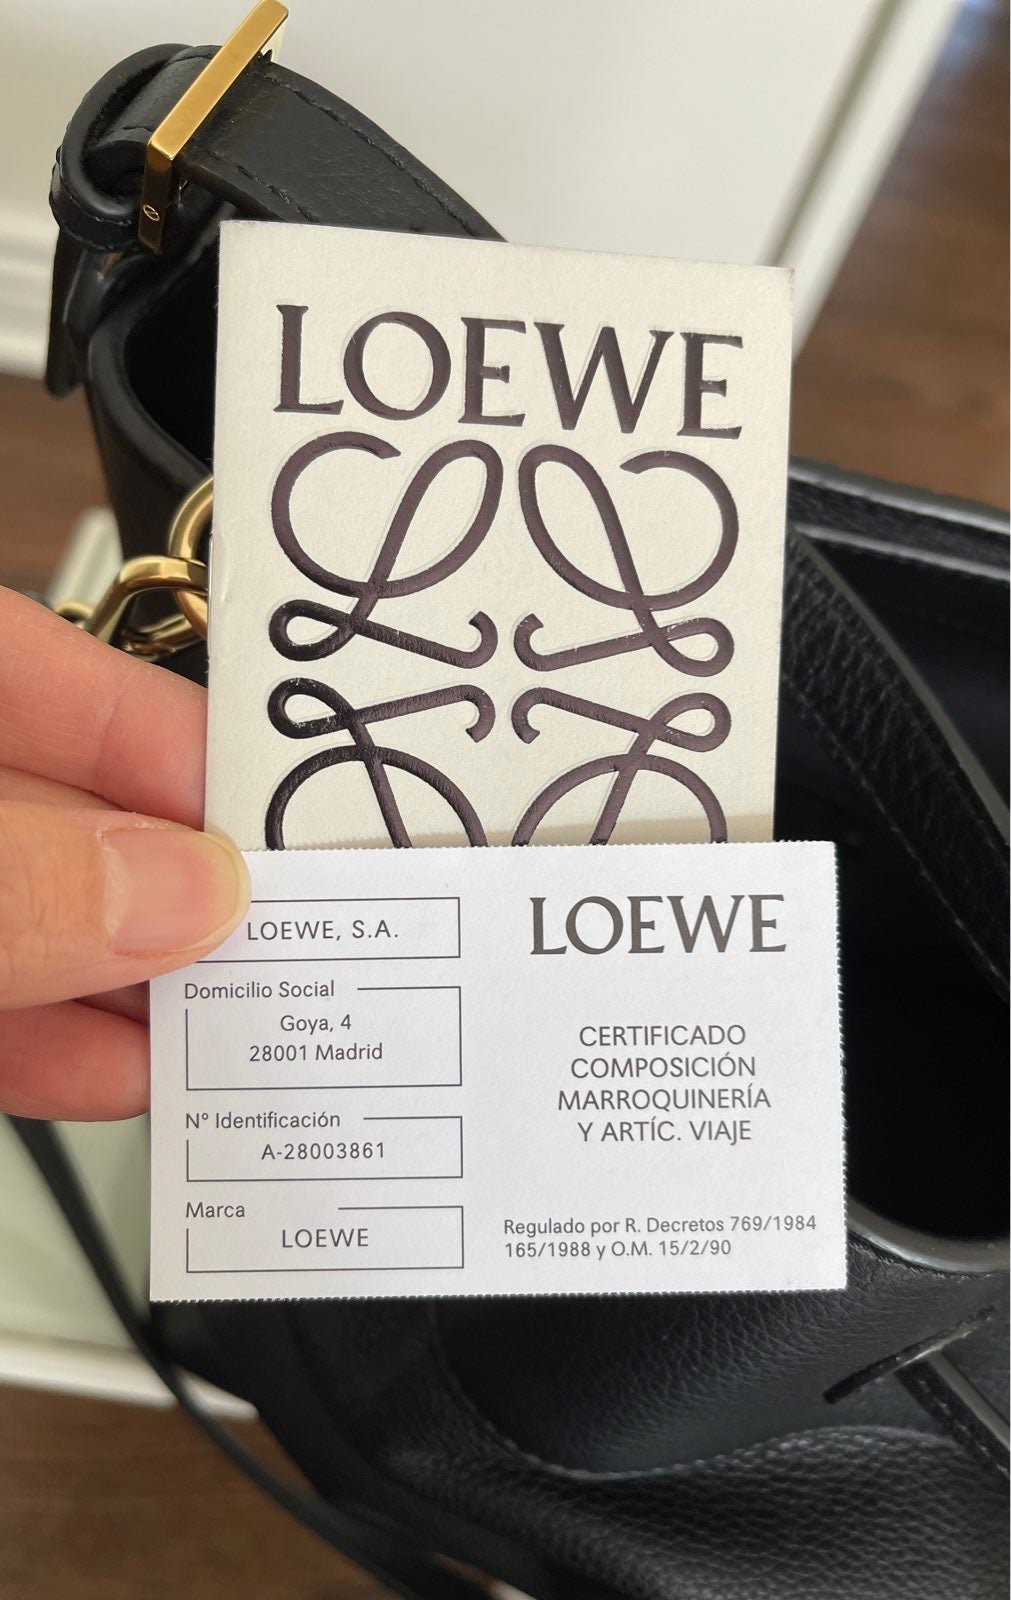 LOEWE
LOEWE, S.A.
Domicilio Social
Goya, 4
28001 Madrid
Nº Identificación
A-28003861
Marca
LOEWE
LOEWE
CERTIFICADO
COMPOSICIÓN
MARROQUINERÍA
Y ARTÍC. VIAJE
Regulado por R. Decretos 769/1984
165/1988 y O.M. 15/2/90